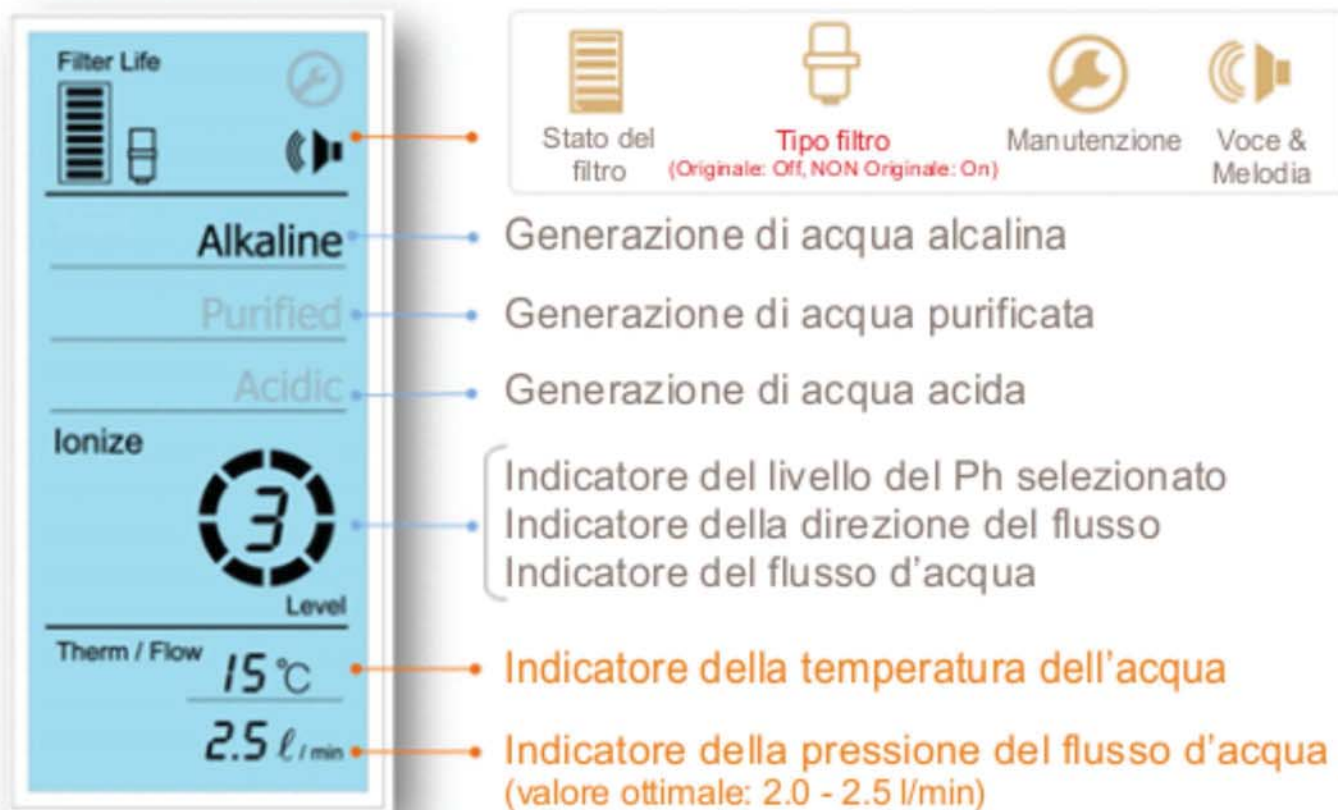 Filter Life
Stato del
filtro
Tipo filtro
(Originale: Off, NON Originale: On)
Manutenzione
Voce &
Melodia
Alkaline
Generazione di acqua alcalina
Purified
Generazione di acqua purificata
Acidic
Generazione di acqua acida
Ionize
3
Level
Indicatore del livello del Ph selezionato
Indicatore della direzione del flusso
Indicatore del flusso d'acqua
Therm / Flow
15 °C
Indicatore della temperatura dell'acqua
2.5 ℓ / min
Indicatore della pressione del flusso d'acqua
(valore ottimale: 2.0 - 2.5 l/min)